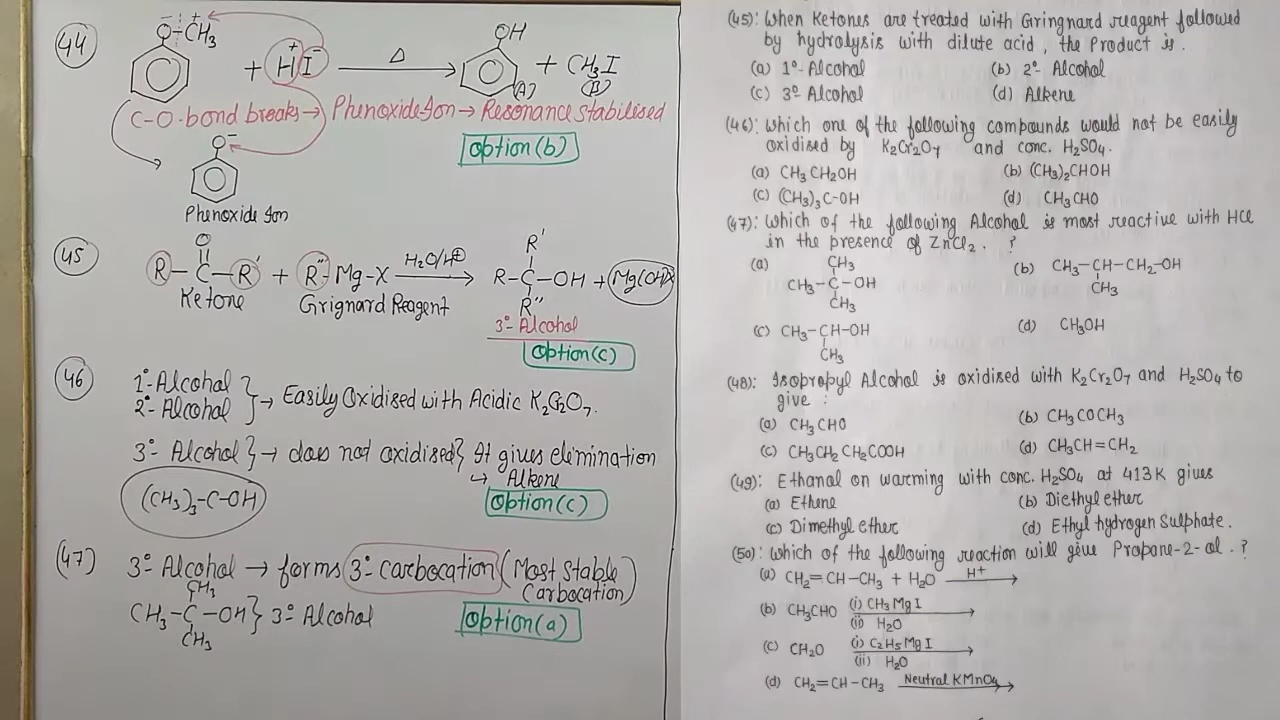 (44)
O⁻-CH₃⁺ + H⁺I⁻ —Δ→ OH (A) + CH₃I (B)
C-O-bond breaks → Phenoxide Ion → Resonance stabilised
O⁻
Option (b)
Phenoxide Ion
(45)
O
R-C-R' + R''-Mg-X —H₂O/H⊕→ R-C-OH + Mg(OH)X
R'
R''
Ketone Grignard Reagent
3°-Alcohol
Option (c)
(46)
1°-Alcohol
2°-Alcohol } → Easily Oxidised with Acidic K₂Cr₂O₇.
3° Alcohol } → does not oxidised } It gives elimination
↳ Alkene
(CH₃)₃-C-OH
Option (c)
(47) 3° Alcohol → forms 3° carbocation (Most Stable
Carbocation)
CH₃
CH₃-C-OH } 3° Alcohol
CH₃
Option (a)
(45): When Ketones are treated with Gringnard reagent followed
by hydrolysis with dilute acid, the Product is.
(a) 1°-Alcohol (b) 2°- Alcohol
(c) 3° Alcohol (d) Alkene
(46): Which one of the following compounds would not be easily
oxidised by K₂Cr₂O₇ and conc. H₂SO₄.
(a) CH₃CH₂OH (b) (CH₃)₂CHOH
(c) (CH₃)₃C-OH (d) CH₃CHO
(47): Which of the following Alcohol is most reactive with HCl
in the presence of ZnCl₂. ?
(a) CH₃ (b) CH₃-CH-CH₂-OH
CH₃-C-OH CH₃
CH₃
(c) CH₃-CH-OH (d) CH₃OH
CH₃
(48): Isopropyl Alcohol is oxidised with K₂Cr₂O₇ and H₂SO₄ to
give :
(a) CH₃CHO (b) CH₃COCH₃
(c) CH₃CH₂CH₂COOH (d) CH₃CH=CH₂
(49): Ethanal on warming with conc. H₂SO₄ at 413K gives
(a) Ethene (b) Diethyl ether
(c) Dimethyl ether (d) Ethyl hydrogen Sulphate.
(50): Which of the following reaction will give Propane-2-ol. ?
(a) CH₂=CH-CH₃ + H₂O —H⁺→
(b) CH₃CHO —(i) CH₃MgI (ii) H₂O→
(c) CH₂O —(i) C₂H₅MgI (ii) H₂O→
(d) CH₂=CH-CH₃ —Neutral KMnO₄→